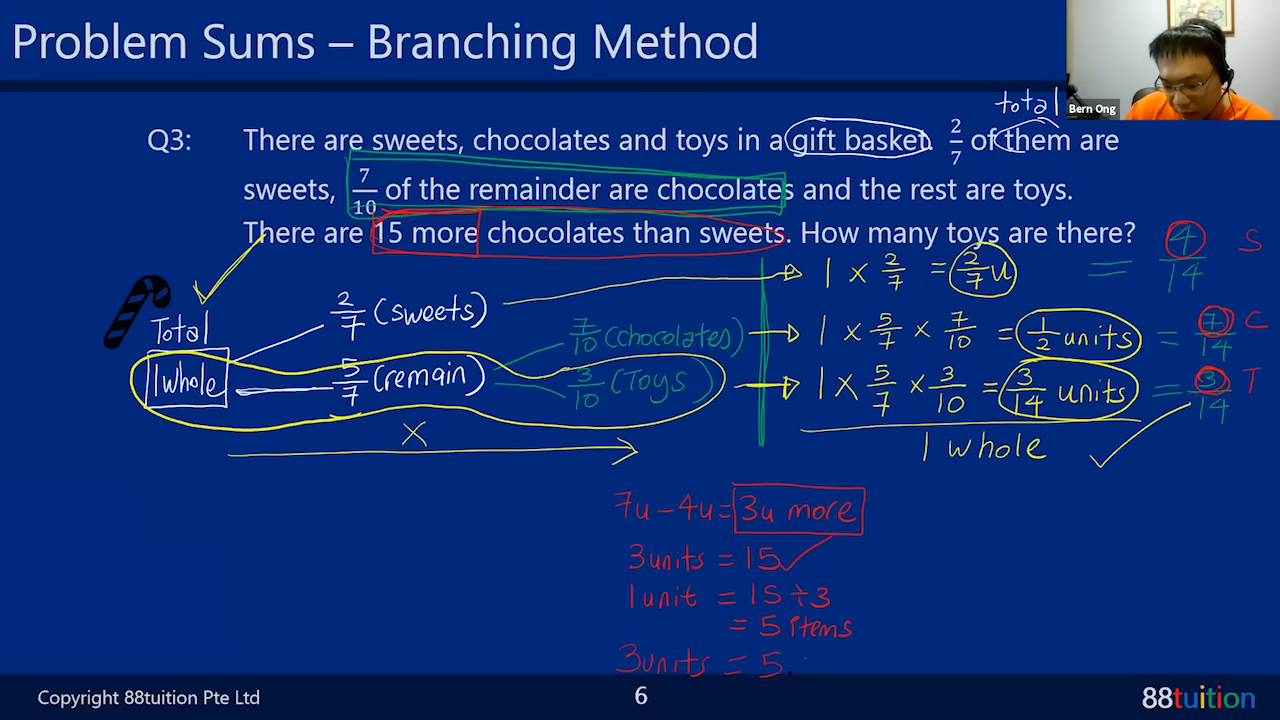 Problem Sums – Branching Method
Bern Ong
total
Q3: There are sweets, chocolates and toys in a gift basket. 2/7 of them are
sweets, 7/10 of the remainder are chocolates and the rest are toys.
There are 15 more chocolates than sweets. How many toys are there?
1 × 2/7 = 2/7 u = 4/14 S
Total 2/7 (sweets)
7/10 (chocolates) 1 × 5/7 × 7/10 = 1/2 units = 7/14 C
1 whole 5/7 (remain) 3/10 (Toys) 1 × 5/7 × 3/10 = 3/14 units = 3/14 T
× 1 whole
7u – 4u = 3u more
3units = 15
1 unit = 15 ÷ 3
= 5 items
3units = 5
Copyright 88tuition Pte Ltd 6 88tuition